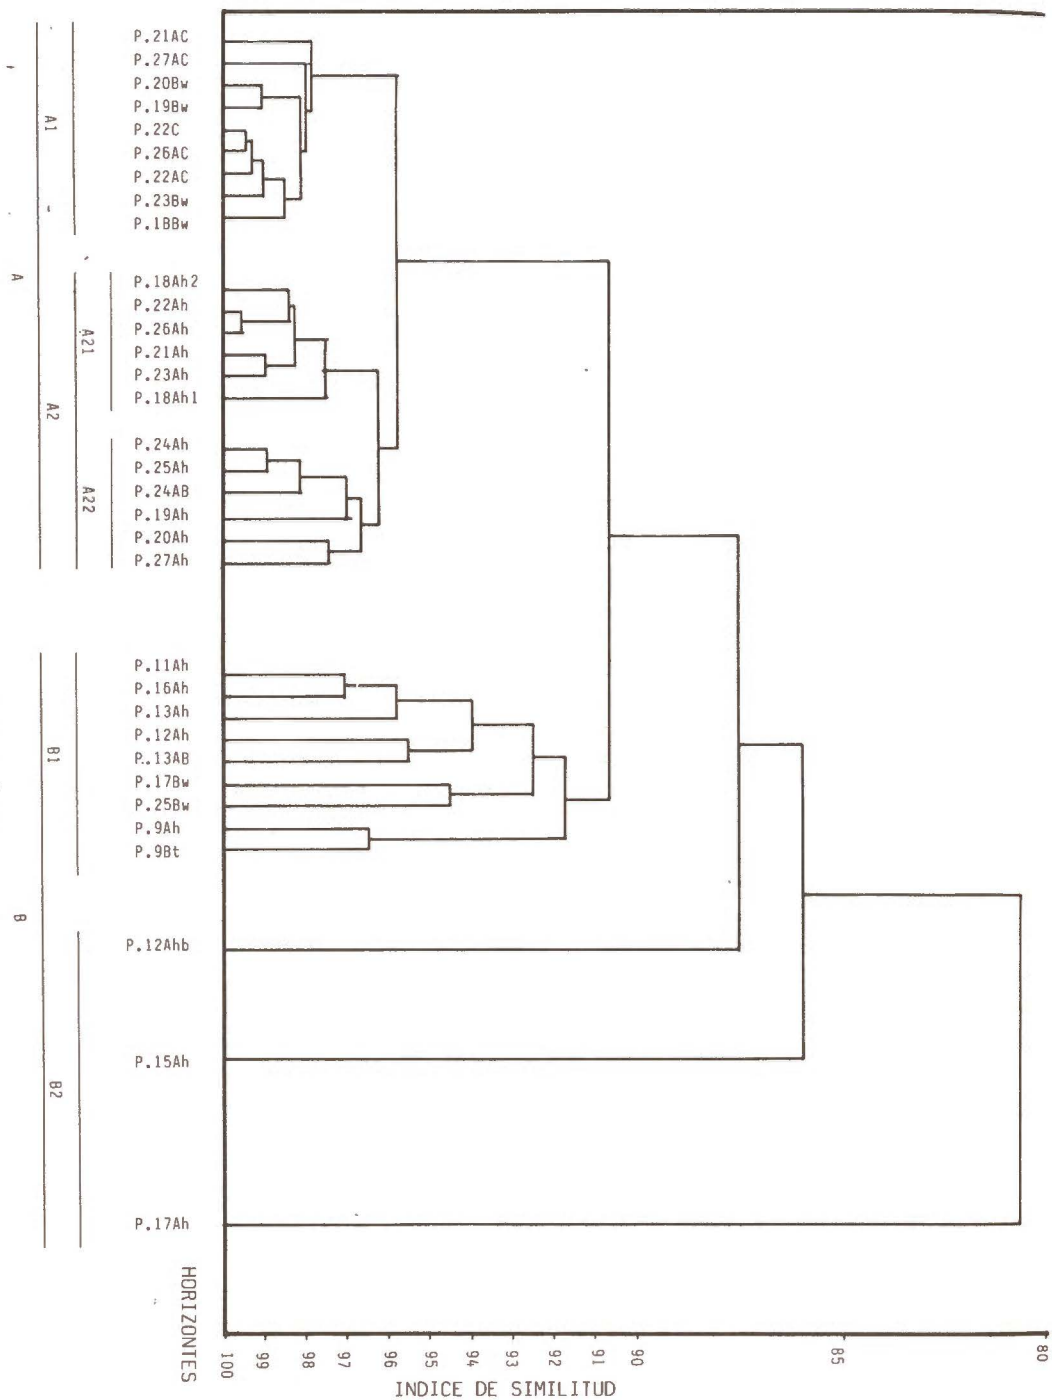 P.21AC
P.27AC
P.20Bw
P.19Bw
P.22C
P.26AC
P.22AC
P.23Bw
P.1BBw
P.18Ah2
P.22Ah
P.26Ah
P.21Ah
P.23Ah
P.18Ah1
P.24Ah
P.25Ah
P.24AB
P.19Ah
P.20Ah
P.27Ah
P.11Ah
P.16Ah
P.13Ah
P.12Ah
P.13AB
P.17Bw
P.25Bw
P.9Ah
P.9Bt
P.12Ahb
P.15Ah
P.17Ah
A1
A
A21
A2
A22
B1
B
B2
HORIZONTES
100 99 98 97 96 95 94 93 92 91 90 85 80
INDICE DE SIMILITUD